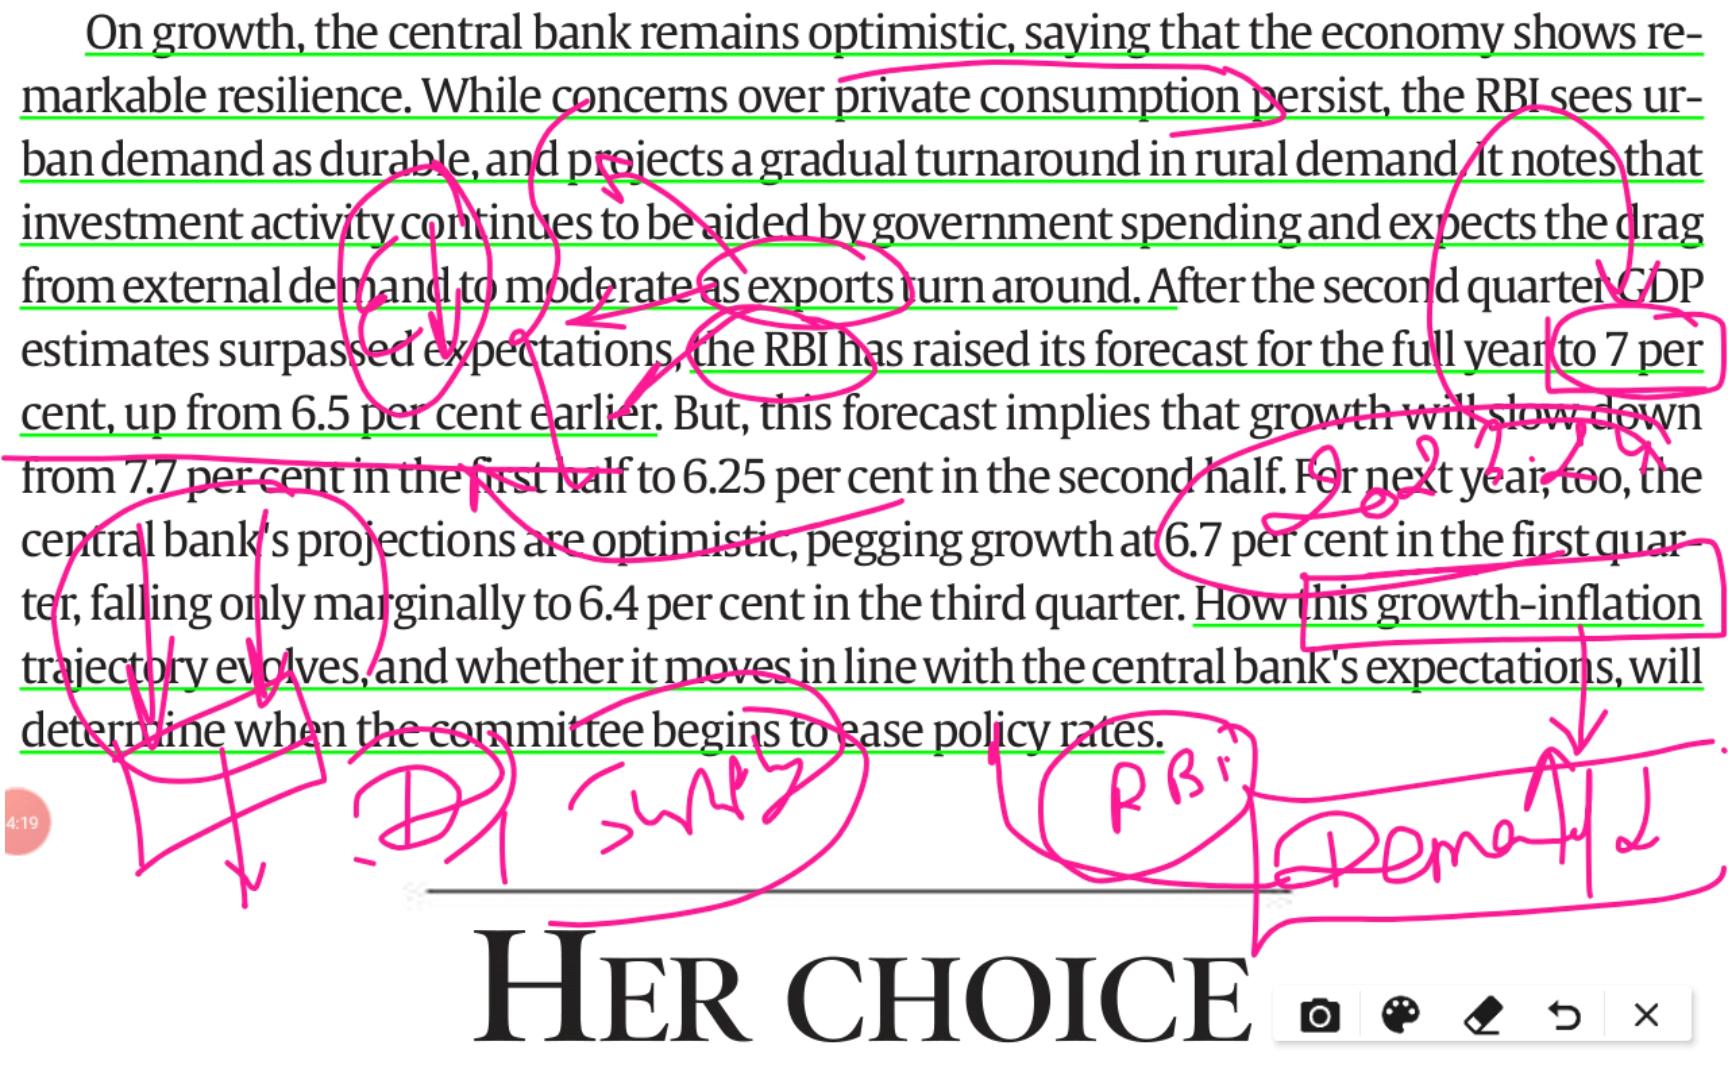 On growth, the central bank remains optimistic, saying that the economy shows re-
markable resilience. While concerns over private consumption persist, the RBI sees ur-
ban demand as durable, and projects a gradual turnaround in rural demand. It notes that
investment activity continues to be aided by government spending and expects the drag
from external demand to moderate as exports turn around. After the second quarter GDP
estimates surpassed expectations, the RBI has raised its forecast for the full year to 7 per
cent, up from 6.5 per cent earlier. But, this forecast implies that growth will slow down
from 7.7 per cent in the first half to 6.25 per cent in the second half. For next year, too, the
central bank's projections are optimistic, pegging growth at 6.7 per cent in the first quar-
ter, falling only marginally to 6.4 per cent in the third quarter. How this growth-inflation
trajectory evolves, and whether it moves in line with the central bank's expectations, will
determine when the committee begins to ease policy rates.
D Supply RBI Demand
4:19
HER CHOICE